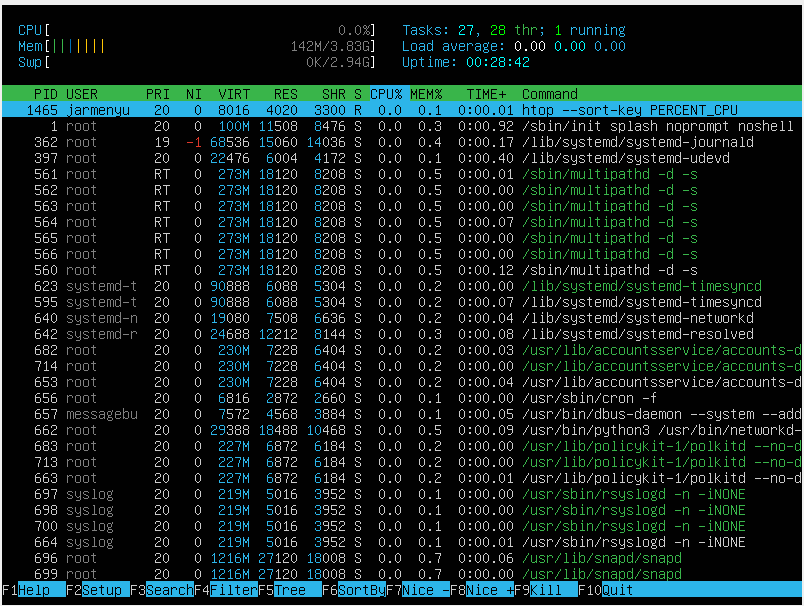 CPU[ 0.0%] Tasks: 27, 28 thr; 1 running
Mem[||||||| 142M/3.83G] Load average: 0.00 0.00 0.00
Swp[ 0K/2.94G] Uptime: 00:28:42
PID USER PRI NI VIRT RES SHR S CPU% MEM% TIME+ Command
1465 jarmenyu 20 0 8016 4020 3300 R 0.0 0.1 0:00.01 htop --sort-key PERCENT_CPU
1 root 20 0 100M 11508 8476 S 0.0 0.3 0:00.92 /sbin/init splash noprompt noshell
362 root 19 -1 68536 15060 14036 S 0.0 0.4 0:00.17 /lib/systemd/systemd-journald
397 root 20 0 22476 6004 4172 S 0.0 0.1 0:00.40 /lib/systemd/systemd-udevd
561 root RT 0 273M 18120 8208 S 0.0 0.5 0:00.01 /sbin/multipathd -d -s
562 root RT 0 273M 18120 8208 S 0.0 0.5 0:00.00 /sbin/multipathd -d -s
563 root RT 0 273M 18120 8208 S 0.0 0.5 0:00.00 /sbin/multipathd -d -s
564 root RT 0 273M 18120 8208 S 0.0 0.5 0:00.07 /sbin/multipathd -d -s
565 root RT 0 273M 18120 8208 S 0.0 0.5 0:00.00 /sbin/multipathd -d -s
566 root RT 0 273M 18120 8208 S 0.0 0.5 0:00.00 /sbin/multipathd -d -s
560 root RT 0 273M 18120 8208 S 0.0 0.5 0:00.12 /sbin/multipathd -d -s
623 systemd-t 20 0 90888 6088 5304 S 0.0 0.2 0:00.00 /lib/systemd/systemd-timesyncd
595 systemd-t 20 0 90888 6088 5304 S 0.0 0.2 0:00.07 /lib/systemd/systemd-timesyncd
640 systemd-n 20 0 19080 7508 6636 S 0.0 0.2 0:00.04 /lib/systemd/systemd-networkd
642 systemd-r 20 0 24688 12212 8144 S 0.0 0.3 0:00.08 /lib/systemd/systemd-resolved
682 root 20 0 230M 7228 6404 S 0.0 0.2 0:00.03 /usr/lib/accountsservice/accounts-d
714 root 20 0 230M 7228 6404 S 0.0 0.2 0:00.00 /usr/lib/accountsservice/accounts-d
653 root 20 0 230M 7228 6404 S 0.0 0.2 0:00.04 /usr/lib/accountsservice/accounts-d
656 root 20 0 6816 2872 2660 S 0.0 0.1 0:00.00 /usr/sbin/cron -f
657 messagebu 20 0 7572 4568 3884 S 0.0 0.1 0:00.05 /usr/bin/dbus-daemon --system --add
662 root 20 0 29388 18488 10468 S 0.0 0.5 0:00.09 /usr/bin/python3 /usr/bin/networkd-
683 root 20 0 227M 6872 6184 S 0.0 0.2 0:00.00 /usr/lib/policykit-1/polkitd --no-d
713 root 20 0 227M 6872 6184 S 0.0 0.2 0:00.00 /usr/lib/policykit-1/polkitd --no-d
663 root 20 0 227M 6872 6184 S 0.0 0.2 0:00.00 /usr/lib/policykit-1/polkitd --no-d
697 syslog 20 0 219M 5016 3952 S 0.0 0.1 0:00.00 /usr/sbin/rsyslogd -n -iNONE
698 syslog 20 0 219M 5016 3952 S 0.0 0.1 0:00.00 /usr/sbin/rsyslogd -n -iNONE
700 syslog 20 0 219M 5016 3952 S 0.0 0.1 0:00.00 /usr/sbin/rsyslogd -n -iNONE
664 syslog 20 0 219M 5016 3952 S 0.0 0.1 0:00.01 /usr/sbin/rsyslogd -n -iNONE
696 root 20 0 1216M 27120 18008 S 0.0 0.7 0:00.06 /usr/lib/snapd/snapd
699 root 20 0 1216M 27120 18008 S 0.0 0.7 0:00.00 /usr/lib/snapd/snapd
F1Help F2Setup F3SearchF4FilterF5Tree F6SortByF7Nice -F8Nice +F9Kill F10Quit